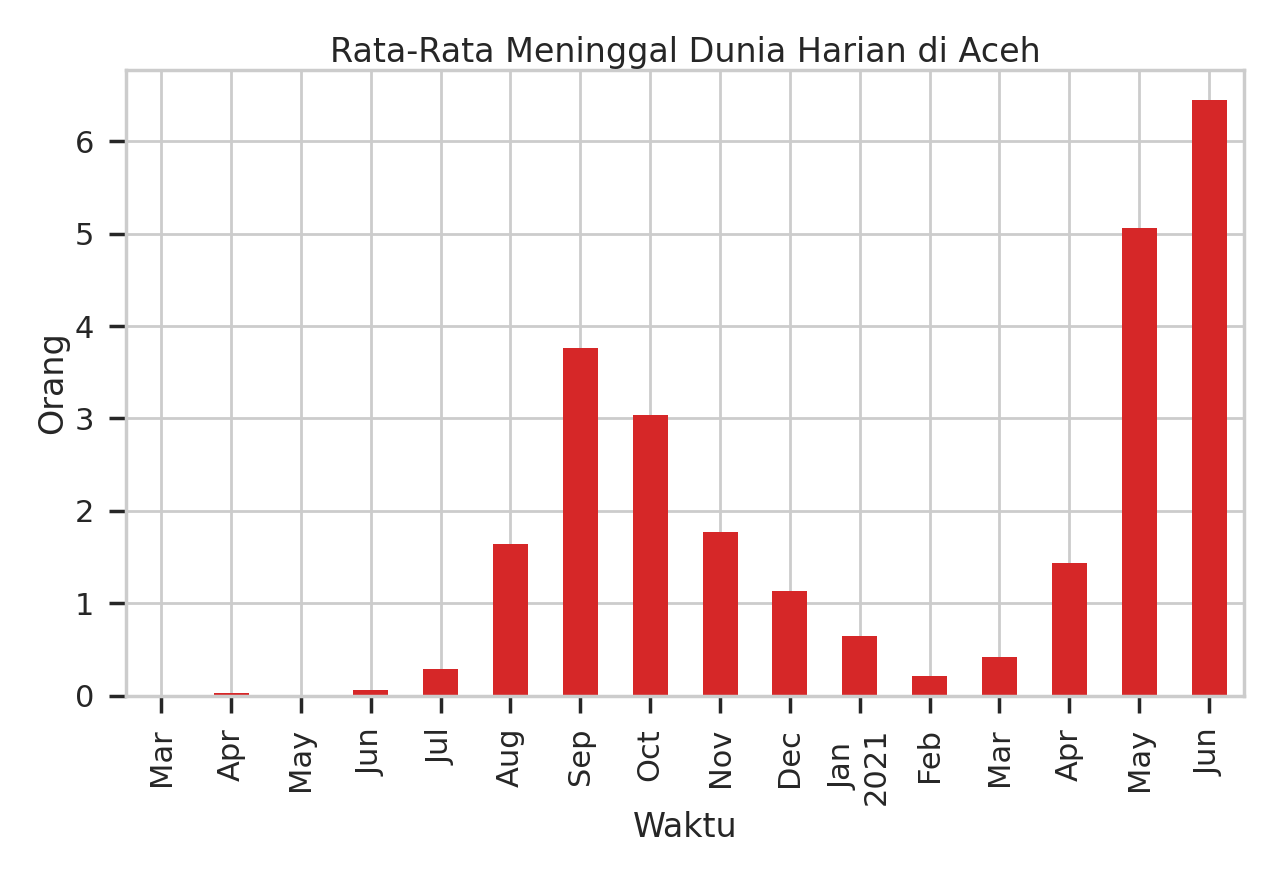 Rata-Rata Meninggal Dunia Harian di Aceh
6
5
4
3
2
1
0
Orang
Mar
Apr
May
Jun
Jul
Aug
Sep
Oct
Nov
Dec
Jan
2021
Feb
Mar
Apr
May
Jun
Waktu